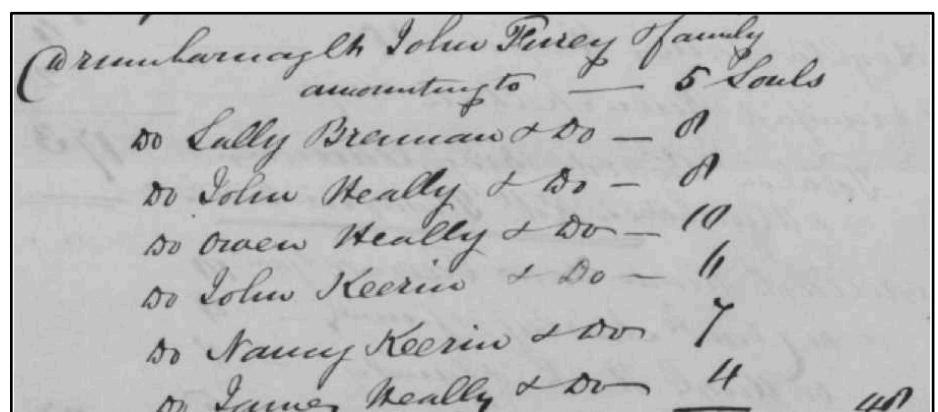 John Furey & family
amounting to — 5 Souls
Do Sally Brennan & Do — 8
Do John Heally & Do — 8
Do Owen Heally & Do — 10
Do John Keerin & Do — 6
Do Nancy Keerin & Do 7
Do James Heally & Do 4
48